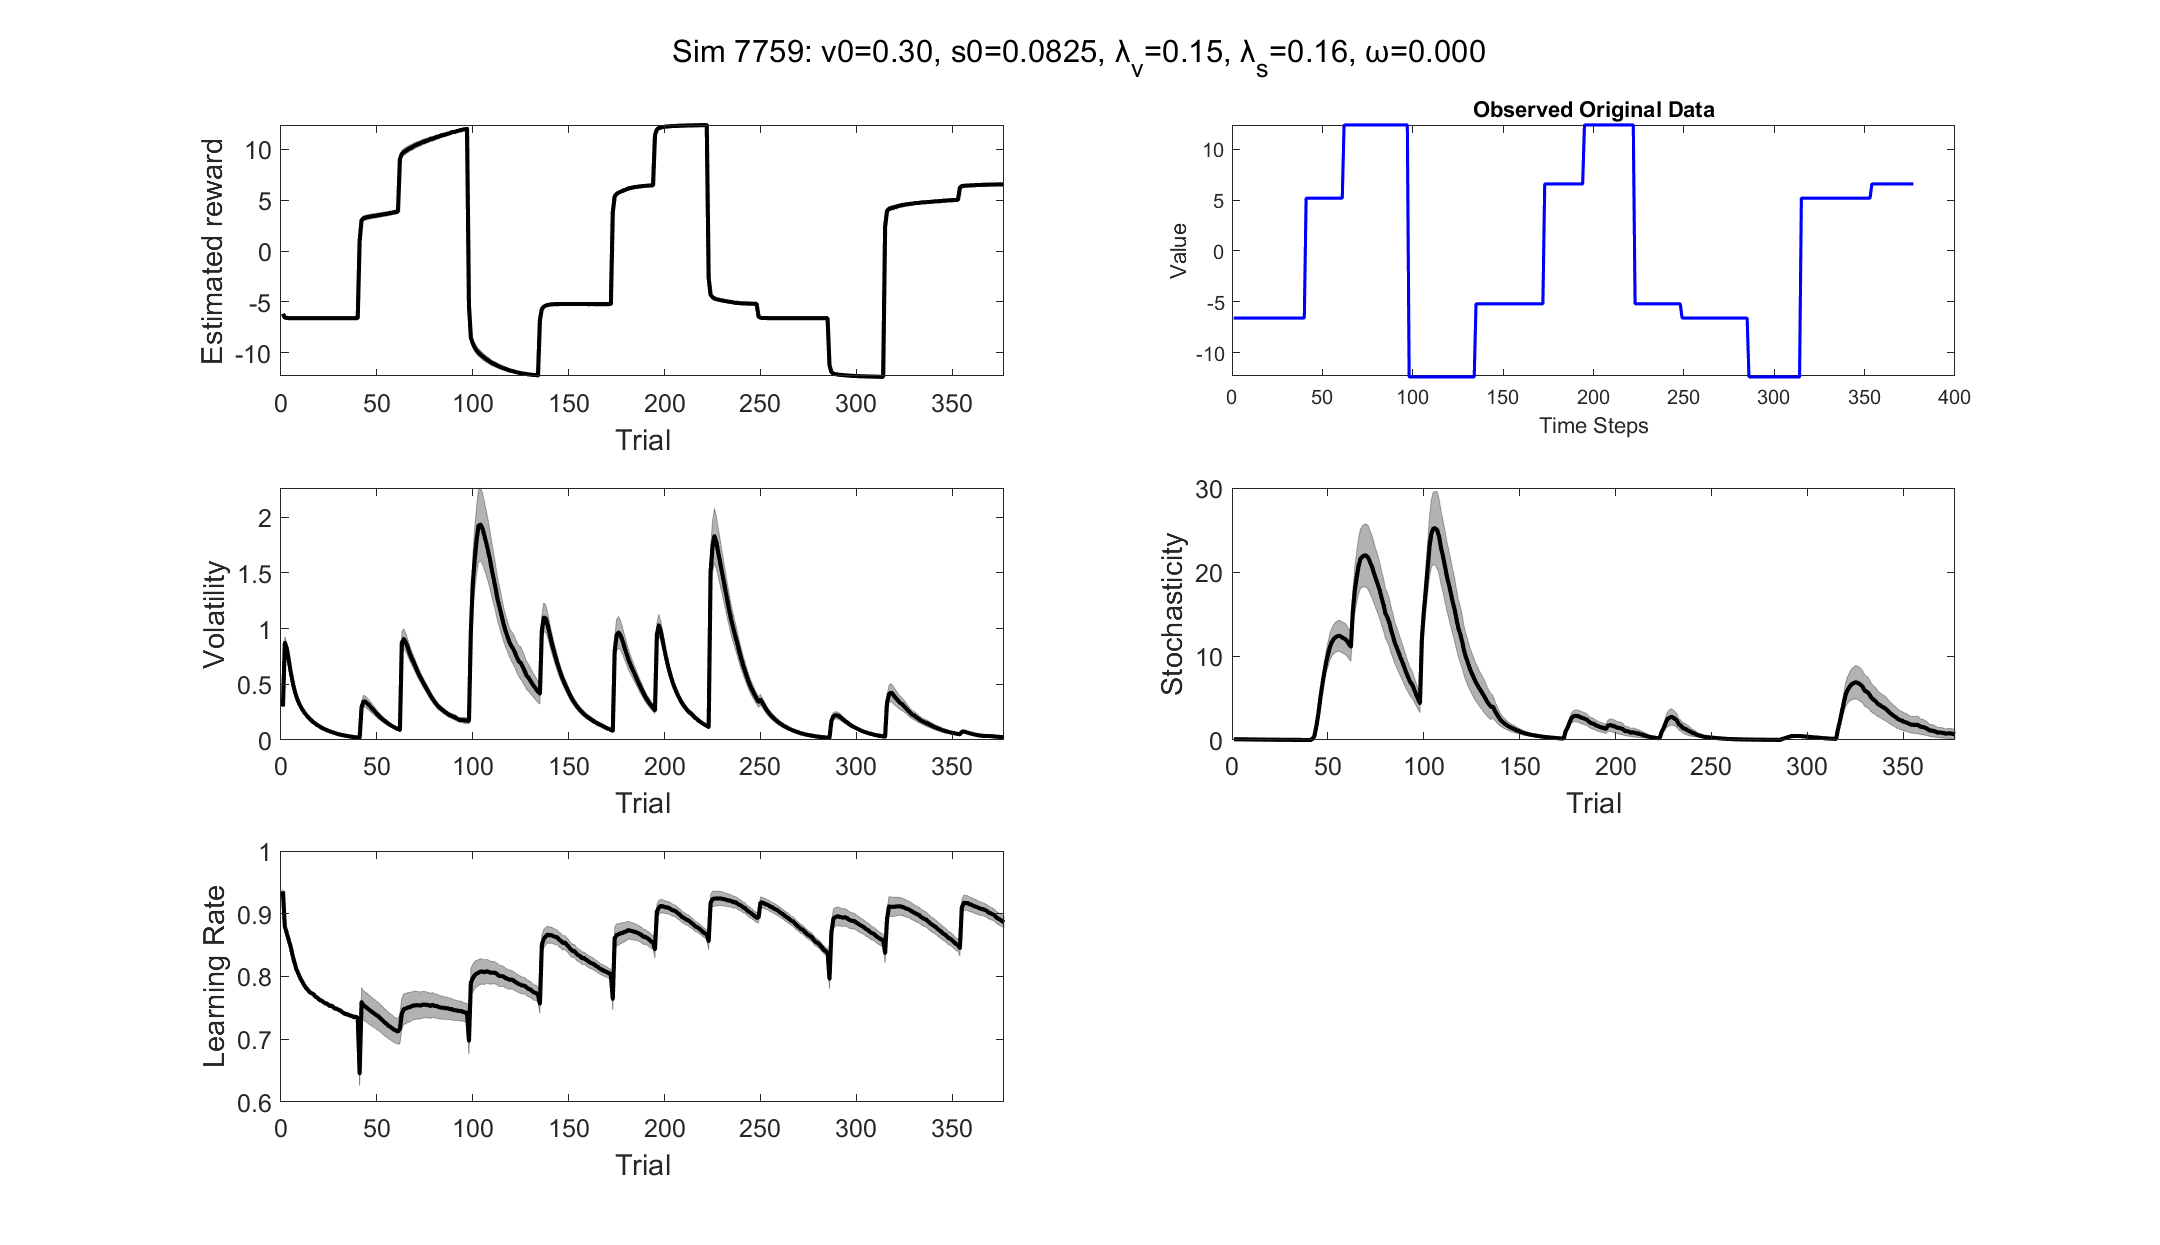 Sim 7759: v0=0.30, s0=0.0825, λv=0.15, λs=0.16, ω=0.000
Estimated reward
10
5
0
-5
-10
0 50 100 150 200 250 300 350
Trial
Observed Original Data
Value
10
5
0
-5
-10
0 50 100 150 200 250 300 350 400
Time Steps
Volatility
2
1.5
1
0.5
0
0 50 100 150 200 250 300 350
Trial
Stochasticity
30
20
10
0
0 50 100 150 200 250 300 350
Trial
Learning Rate
1
0.9
0.8
0.7
0.6
0 50 100 150 200 250 300 350
Trial